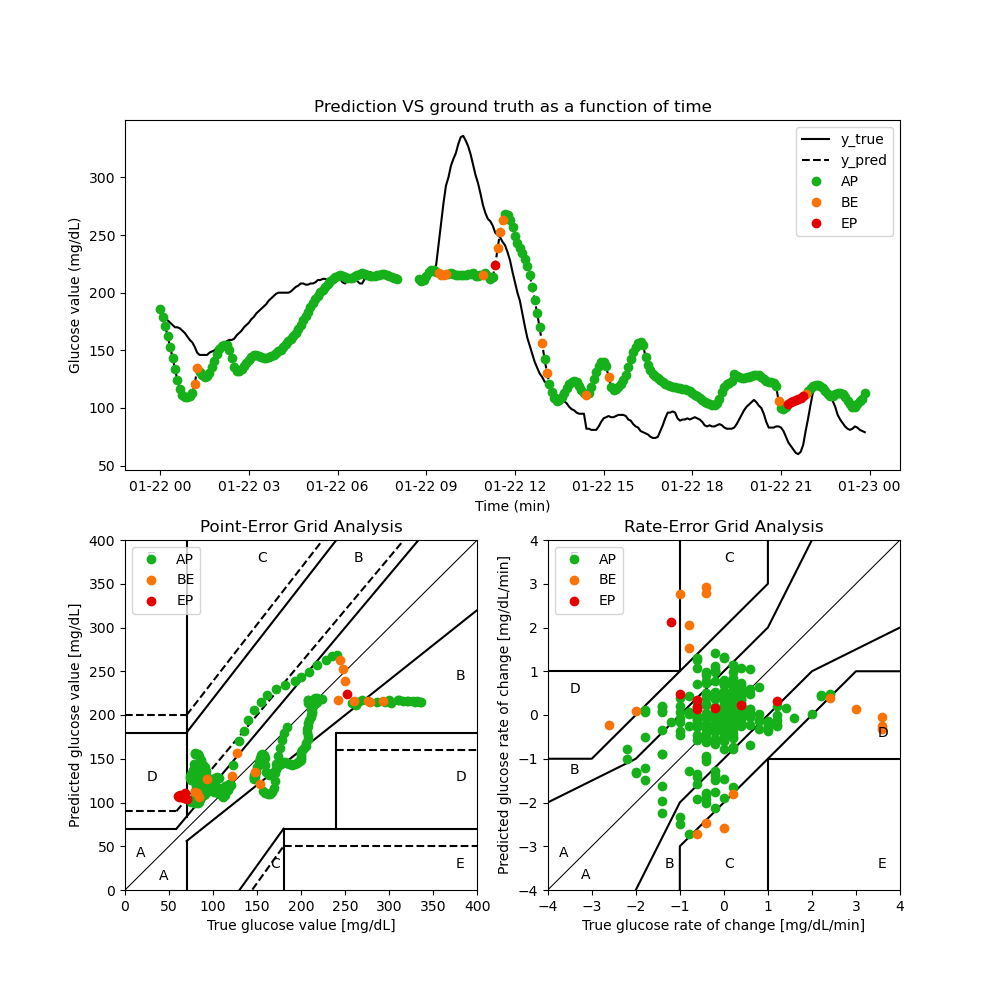 Prediction VS ground truth as a function of time
Glucose value (mg/dL)
300
250
200
150
100
50
y_true
y_pred
AP
BE
EP
01-22 00 01-22 03 01-22 06 01-22 09 01-22 12 01-22 15 01-22 18 01-22 21 01-23 00
Time (min)
Point-Error Grid Analysis
Predicted glucose value [mg/dL]
400
350
300
250
200
150
100
50
0
AP
BE
EP
C
B
B
D
D
A
A
C
E
0 50 100 150 200 250 300 350 400
True glucose value [mg/dL]
Rate-Error Grid Analysis
Predicted glucose rate of change [mg/dL/min]
4
3
2
1
0
−1
−2
−3
−4
AP
BE
EP
C
D
D
B
A
A
B
C
E
−4 −3 −2 −1 0 1 2 3 4
True glucose rate of change [mg/dL/min]